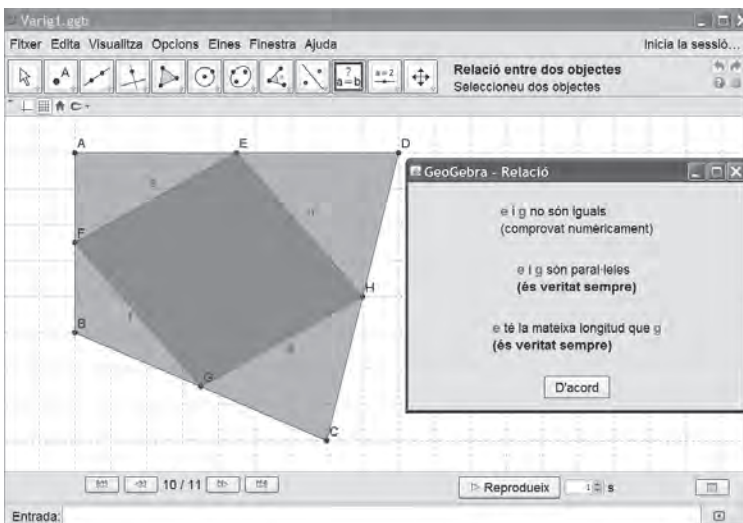 Varig1.ggb
Fitxer Edita Visualitza Opcions Eines Finestra Ajuda
Inicia la sessió...
A
?
a=b
a=2
Relació entre dos objectes
Seleccioneu dos objectes
A
E
D
F
H
B
G
C
e
f
g
GeoGebra - Relació
e i g no són iguals
(comprovat numèricament)
e i g són paral·leles
(és veritat sempre)
e té la mateixa longitud que g
(és veritat sempre)
D'acord
10 / 11
Reprodueix
1
s
Entrada: